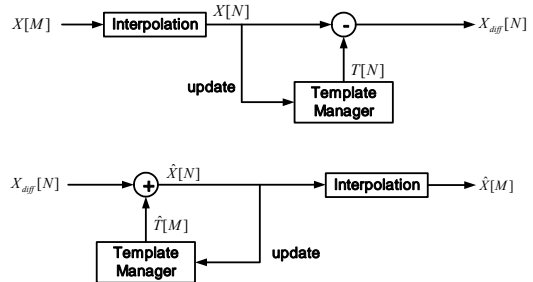 X[M] Interpolation X[N] - X_diff[N]
T[N]
update Template
Manager
X_diff[N] + X̂[N] Interpolation X̂[M]
T̂[M]
Template
Manager
update